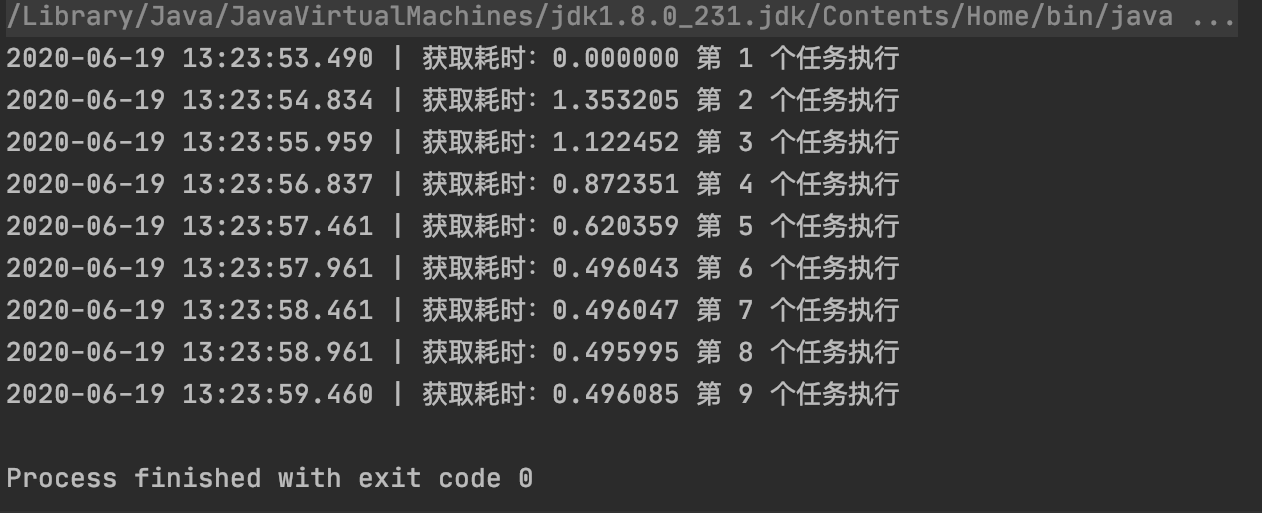 /Library/Java/JavaVirtualMachines/jdk1.8.0_231.jdk/Contents/Home/bin/java ...
2020-06-19 13:23:53.490 | 获取耗时：0.000000 第 1 个任务执行
2020-06-19 13:23:54.834 | 获取耗时：1.353205 第 2 个任务执行
2020-06-19 13:23:55.959 | 获取耗时：1.122452 第 3 个任务执行
2020-06-19 13:23:56.837 | 获取耗时：0.872351 第 4 个任务执行
2020-06-19 13:23:57.461 | 获取耗时：0.620359 第 5 个任务执行
2020-06-19 13:23:57.961 | 获取耗时：0.496043 第 6 个任务执行
2020-06-19 13:23:58.461 | 获取耗时：0.496047 第 7 个任务执行
2020-06-19 13:23:58.961 | 获取耗时：0.495995 第 8 个任务执行
2020-06-19 13:23:59.460 | 获取耗时：0.496085 第 9 个任务执行
Process finished with exit code 0